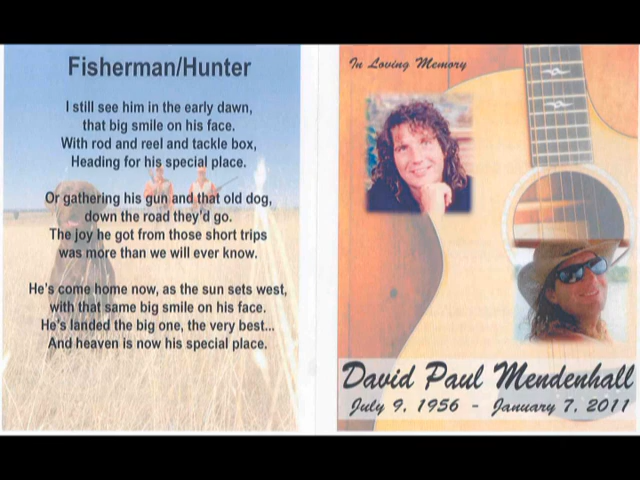 Fisherman/Hunter
I still see him in the early dawn,
that big smile on his face.
With rod and reel and tackle box,
Heading for his special place.
Or gathering his gun and that old dog,
down the road they'd go.
The joy he got from those short trips
was more than we will ever know.
He's come home now, as the sun sets west,
with that same big smile on his face.
He's landed the big one, the very best...
And heaven is now his special place.
In Loving Memory
David Paul Mendenhall
July 9, 1956 - January 7, 2011